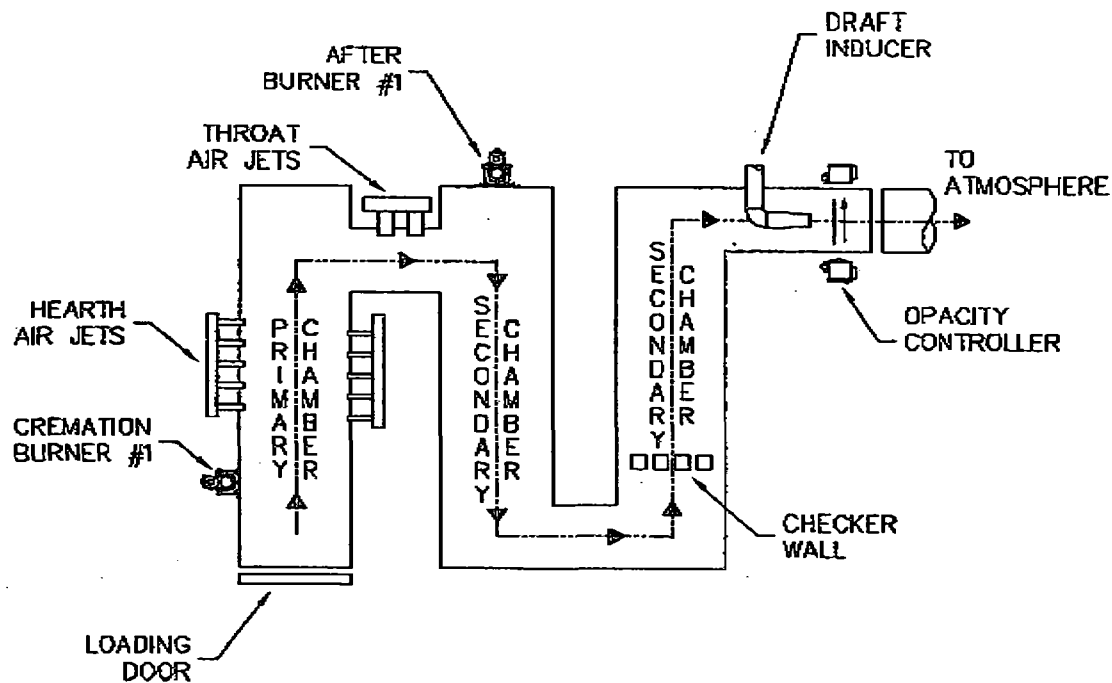 DRAFT
INDUCER
AFTER
BURNER #1
THROAT
AIR JETS
TO
ATMOSPHERE
HEARTH
AIR JETS
PRIMARY
CHAMBER
SECONDARY
CHAMBER
SECONDARY
CHAMBER
OPACITY
CONTROLLER
CREMATION
BURNER #1
CHECKER
WALL
LOADING
DOOR